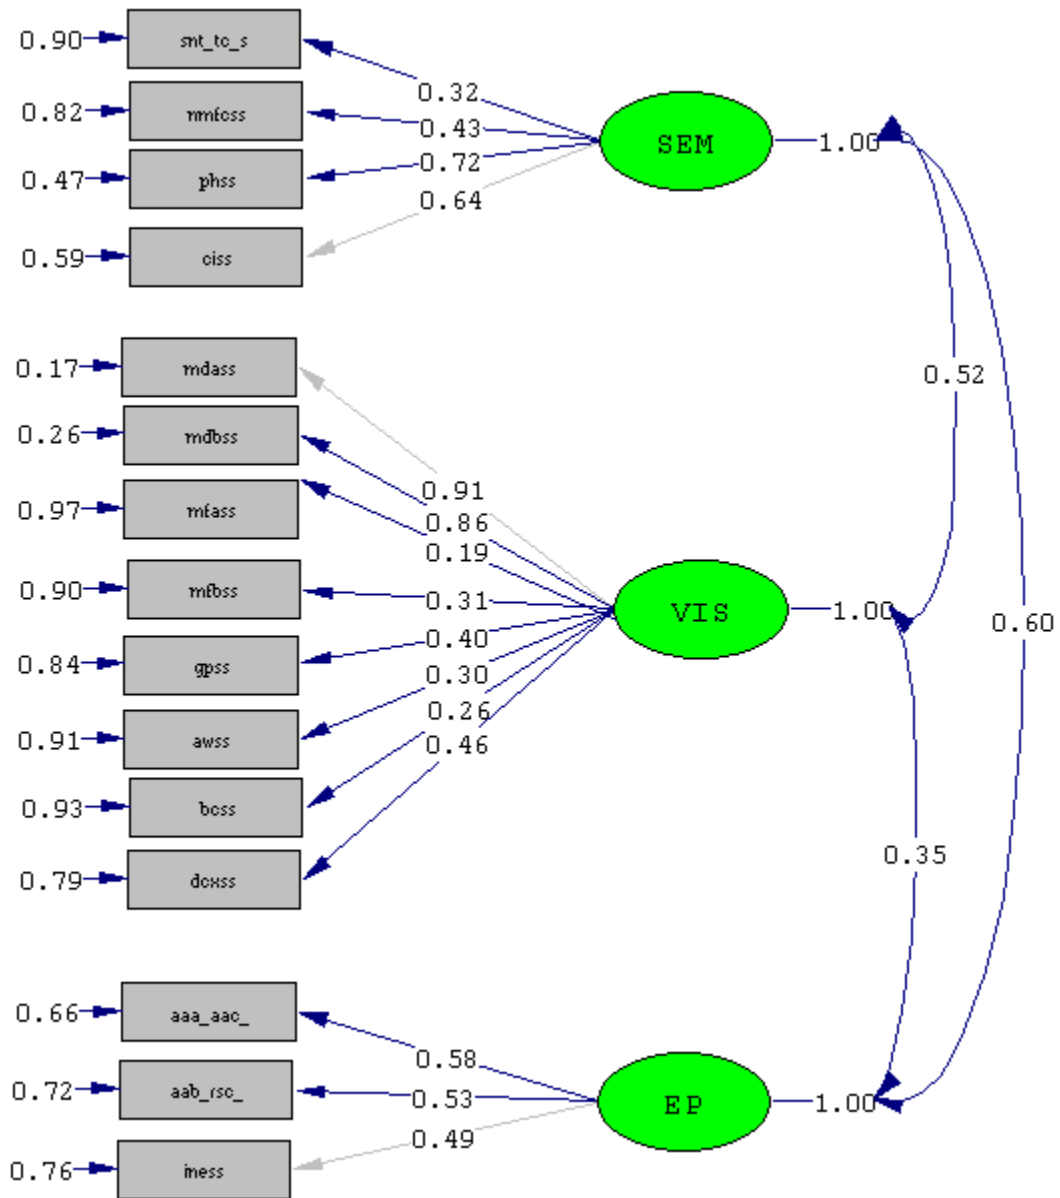 0.90 snt_tc_s
0.32
0.82 nmfcss
0.43
SEM 1.00
0.47 phss
0.72
0.64
0.59 ciss
0.17 mdass
0.52
0.26 mdbss
0.91
0.86
0.97 mfass
0.19
0.90 mfbss
0.31
VIS 1.00
0.60
0.40
0.84 gpss
0.30
0.26
0.91 awss
0.46
0.93 bcss
0.35
0.79 dcxss
0.66 aaa_aac_
0.58
0.72 aab_rsc_
0.53
EP 1.00
0.49
0.76 iness